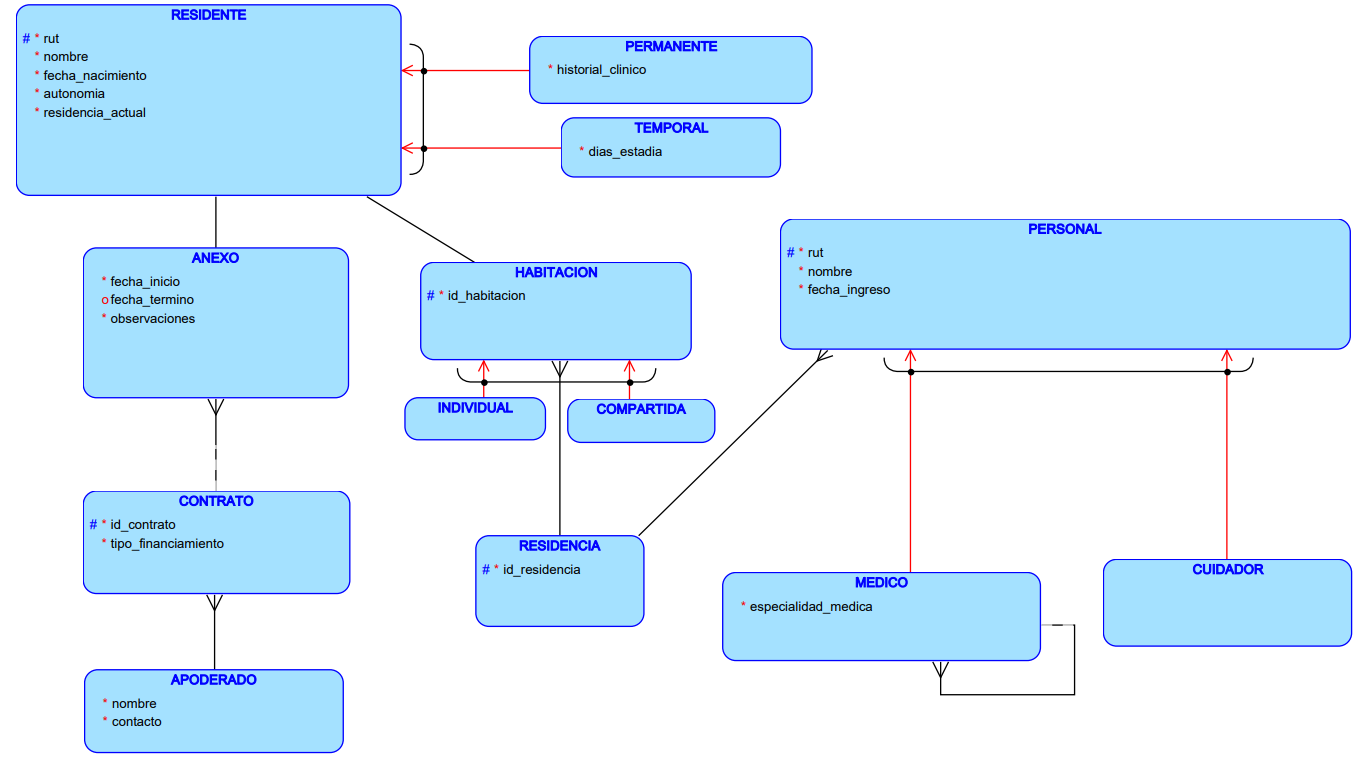 RESIDENTE
# * rut
* nombre
* fecha_nacimiento
* autonomia
* residencia_actual
PERMANENTE
* historial_clinico
TEMPORAL
* dias_estadia
ANEXO
* fecha_inicio
o fecha_termino
* observaciones
HABITACION
# * id_habitacion
PERSONAL
# * rut
* nombre
* fecha_ingreso
INDIVIDUAL
COMPARTIDA
CONTRATO
# * id_contrato
* tipo_financiamiento
RESIDENCIA
# * id_residencia
MEDICO
* especialidad_medica
CUIDADOR
APODERADO
* nombre
* contacto